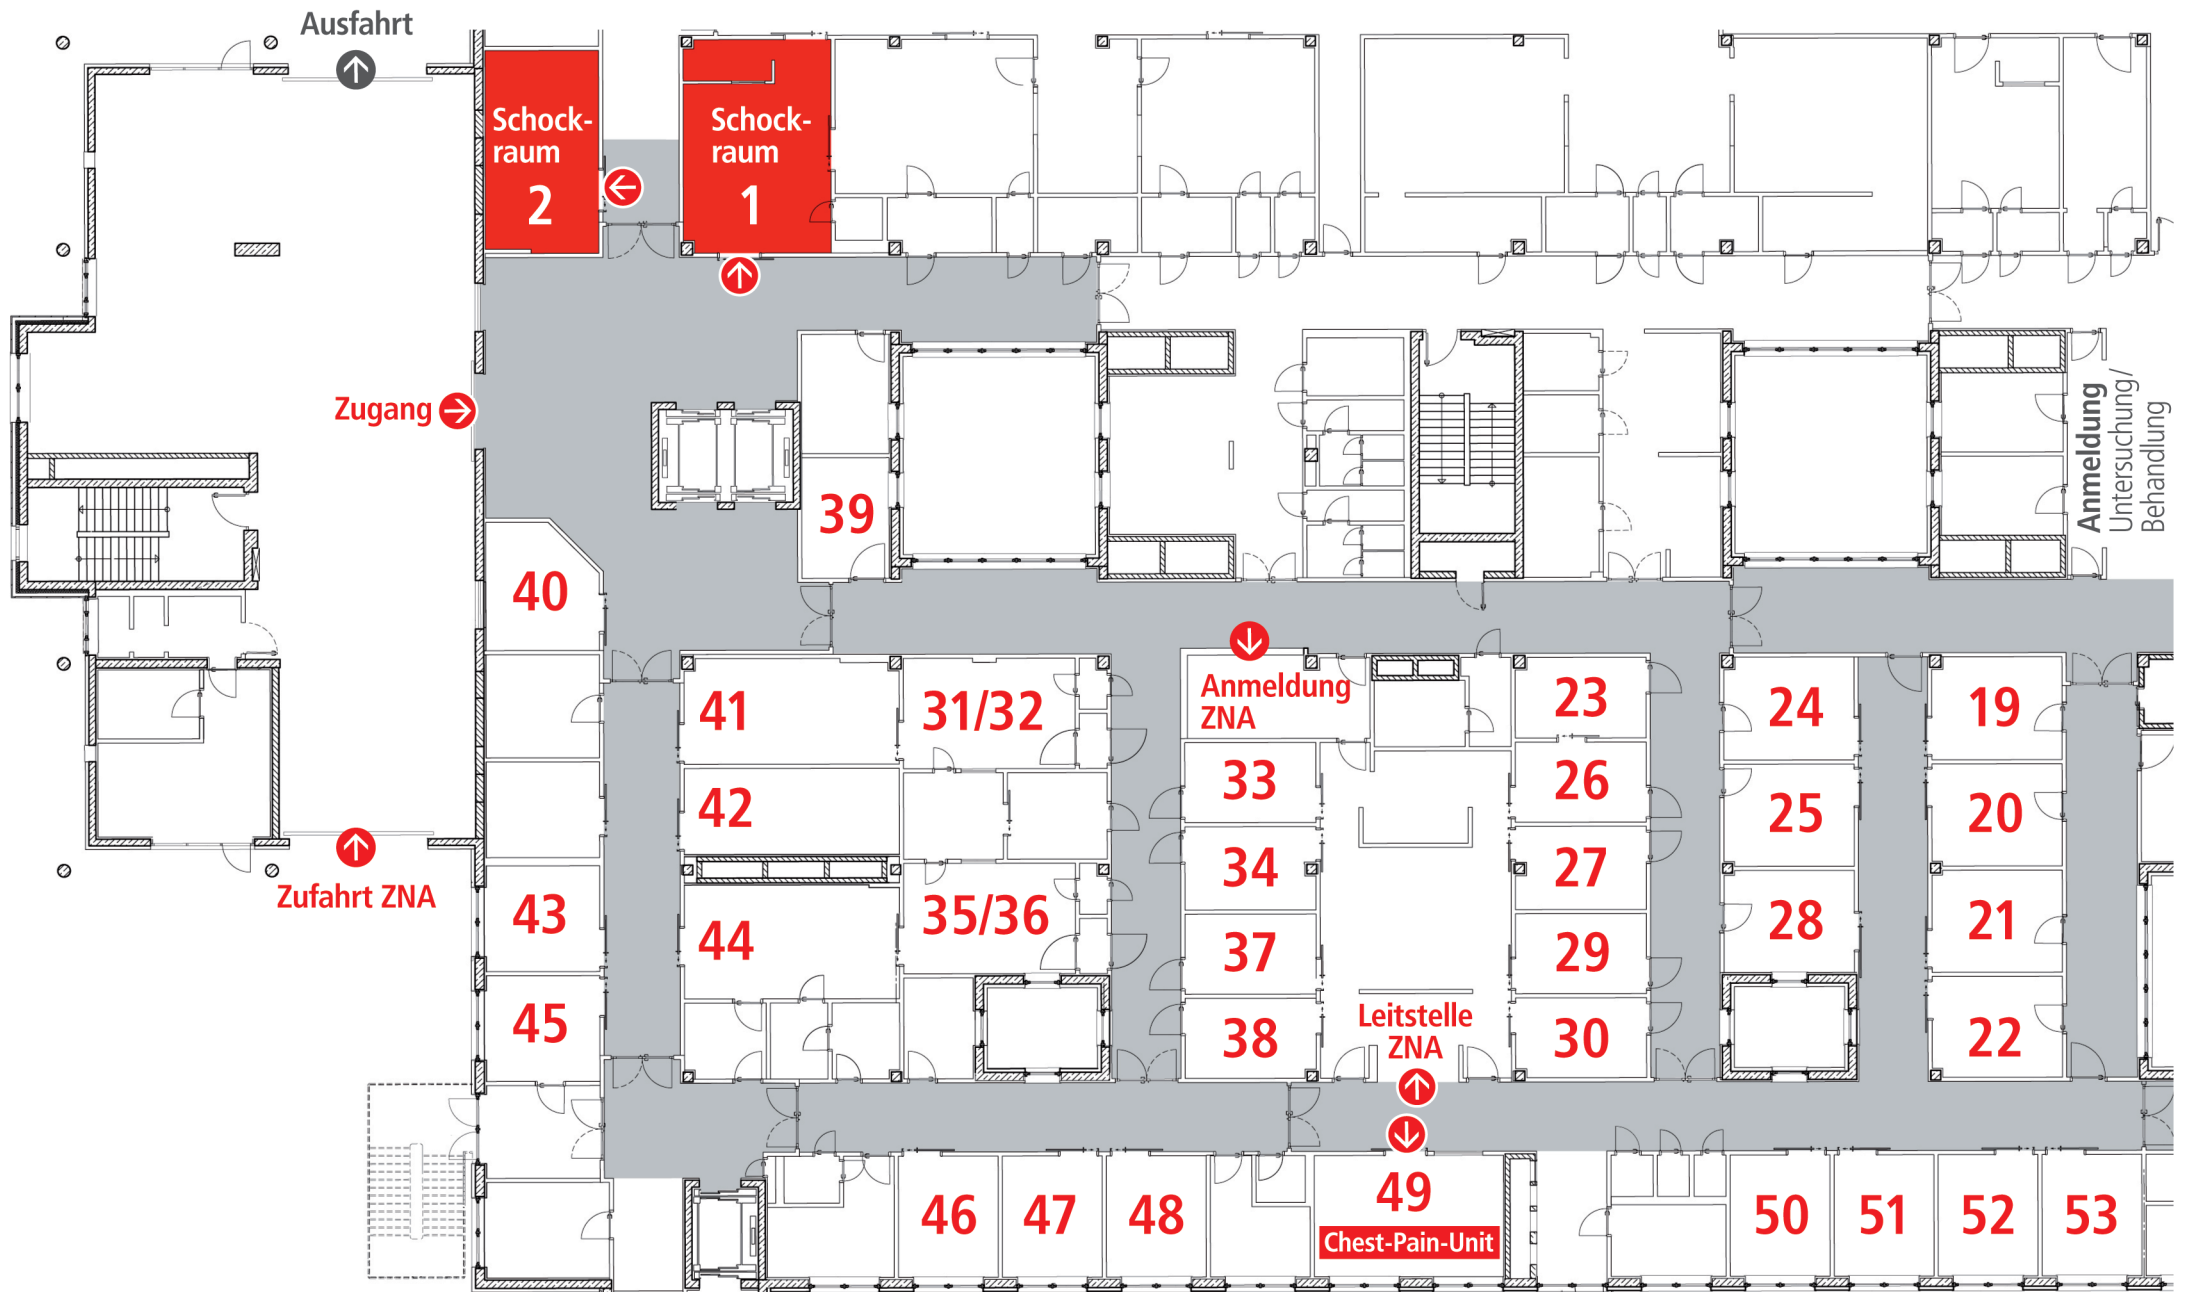 Ausfahrt
Schock-
raum
2
Schock-
raum
1
Zugang
39
Anmeldung
Untersuchung/
Behandlung
40
41
31/32
Anmeldung
ZNA
23
24
19
33
26
42
25
20
34
27
Zufahrt ZNA
43
44
35/36
37
29
28
21
45
38
Leitstelle
ZNA
30
22
46
47
48
49
Chest-Pain-Unit
50
51
52
53